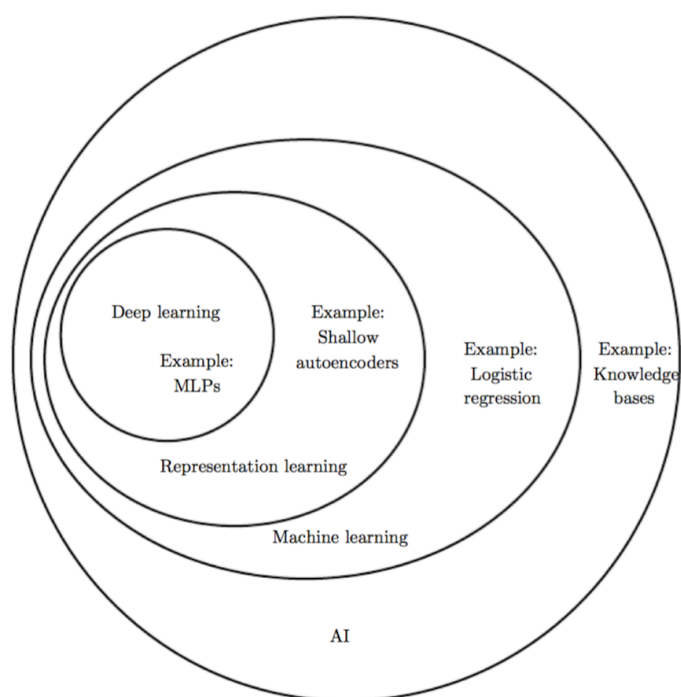 Deep learning
Example:
MLPs
Example:
Shallow
autoencoders
Example:
Logistic
regression
Example:
Knowledge
bases
Representation learning
Machine learning
AI